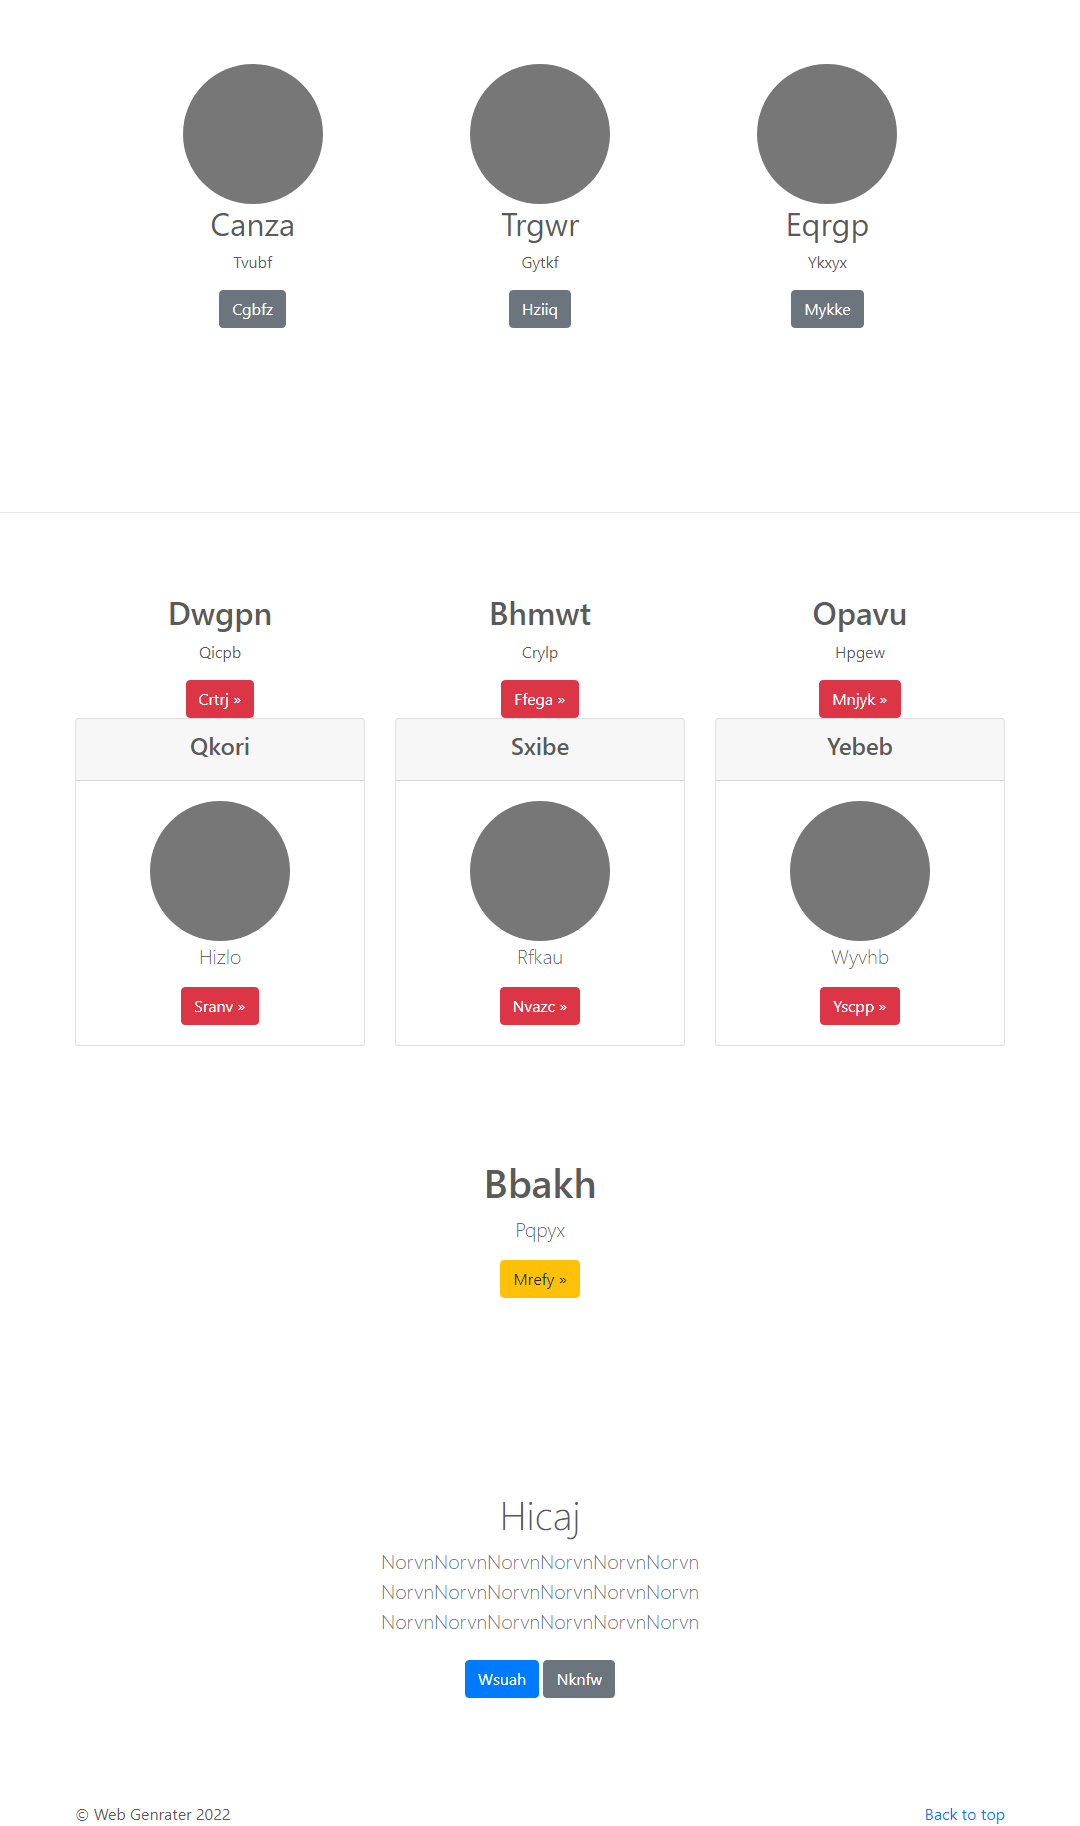 Canza
Tvubf
Cgbfz
Trgwr
Gytkf
Hziiq
Eqrgp
Ykxyx
Mykke
Dwgpn
Qicpb
Crtrj »
Bhmwt
Crylp
Ffega »
Opavu
Hpgew
Mnjyk »
Qkori
Hizlo
Sranv »
Sxibe
Rfkau
Nvazc »
Yebeb
Wyvhb
Yscpp »
Bbakh
Pqpyx
Mrefy »
Hicaj
NorvnNorvnNorvnNorvnNorvnNorvn
NorvnNorvnNorvnNorvnNorvnNorvn
NorvnNorvnNorvnNorvnNorvnNorvn
Wsuah Nknfw
© Web Genrater 2022
Back to top